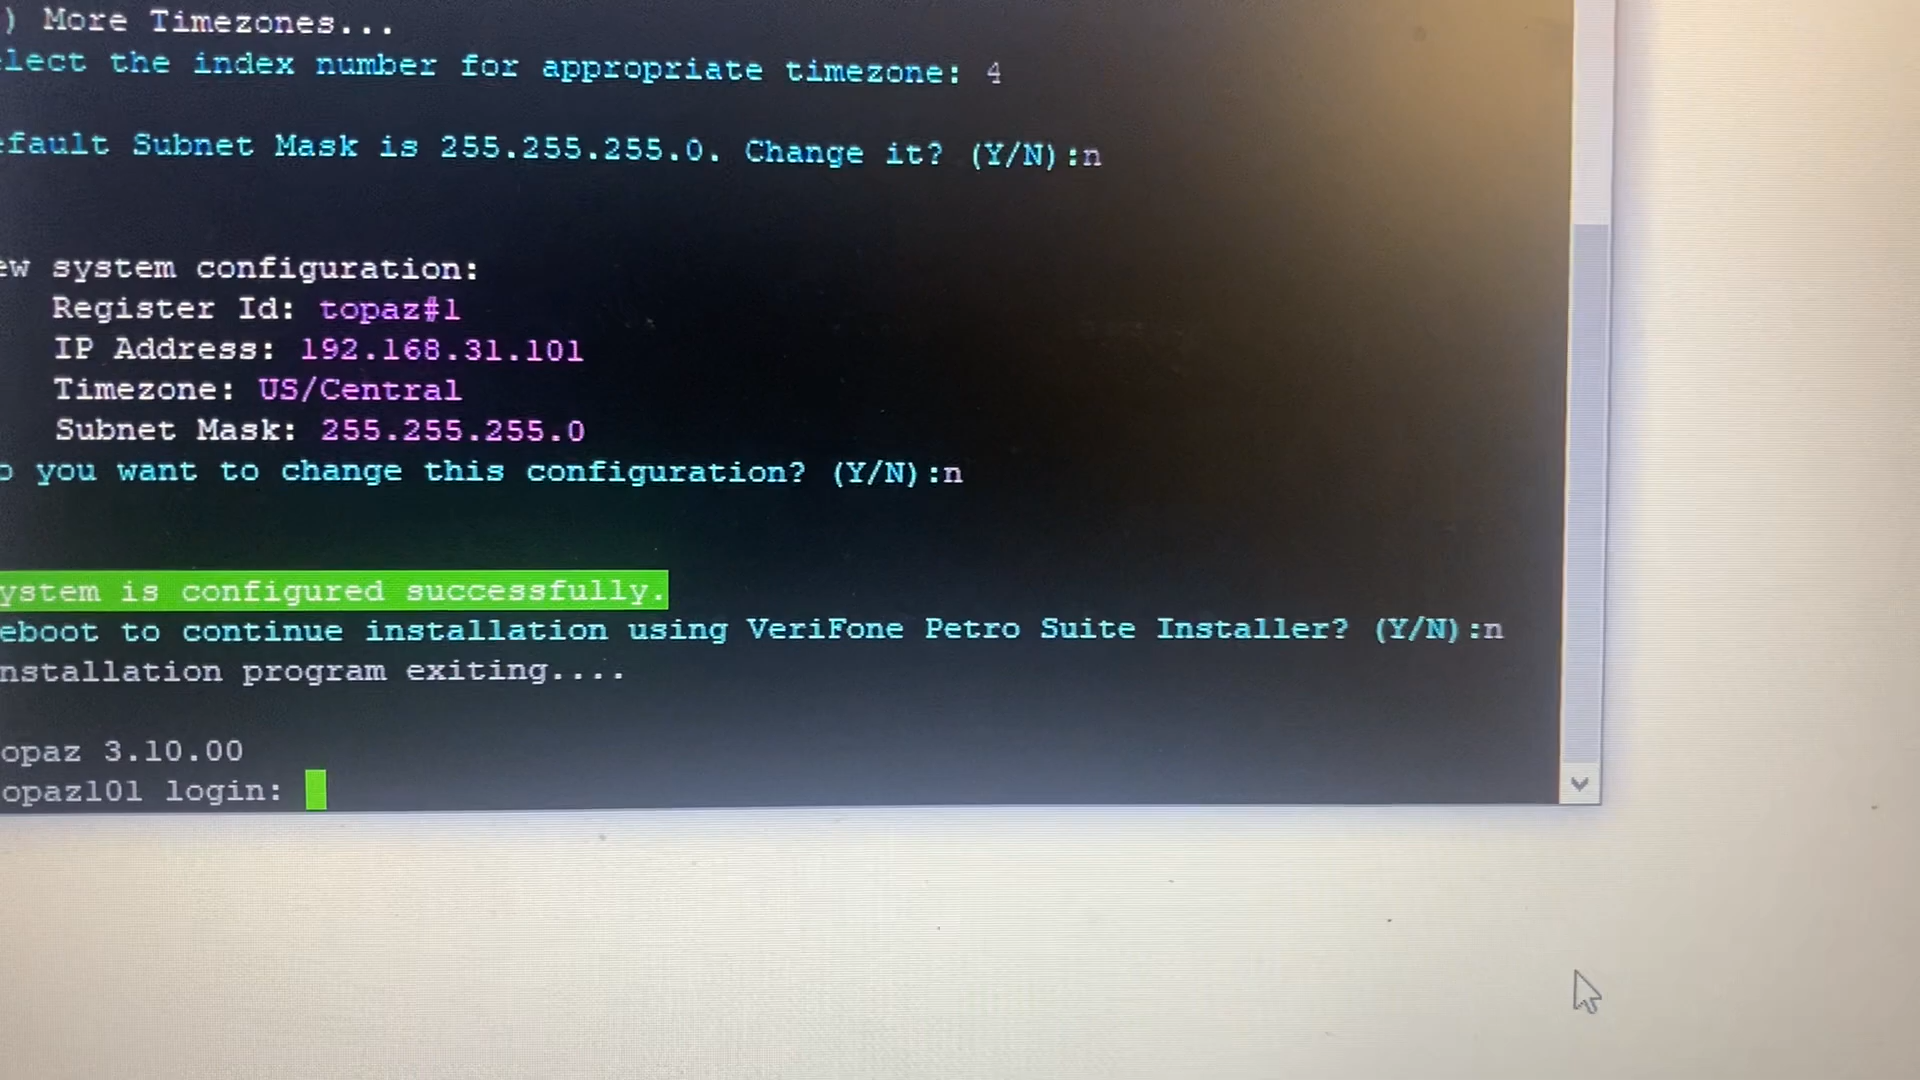 ) More Timezones...
lect the index number for appropriate timezone: 4
efault Subnet Mask is 255.255.255.0. Change it? (Y/N) :n
ew system configuration:
Register Id: topaz#1
IP Address: 192.168.31.101
Timezone: US/Central
Subnet Mask: 255.255.255.0
o you want to change this configuration? (Y/N) :n
ystem is configured successfully.
eboot to continue installation using VeriFone Petro Suite Installer? (Y/N) :n
nstallation program exiting....
opaz 3.10.00
opaz101 login: